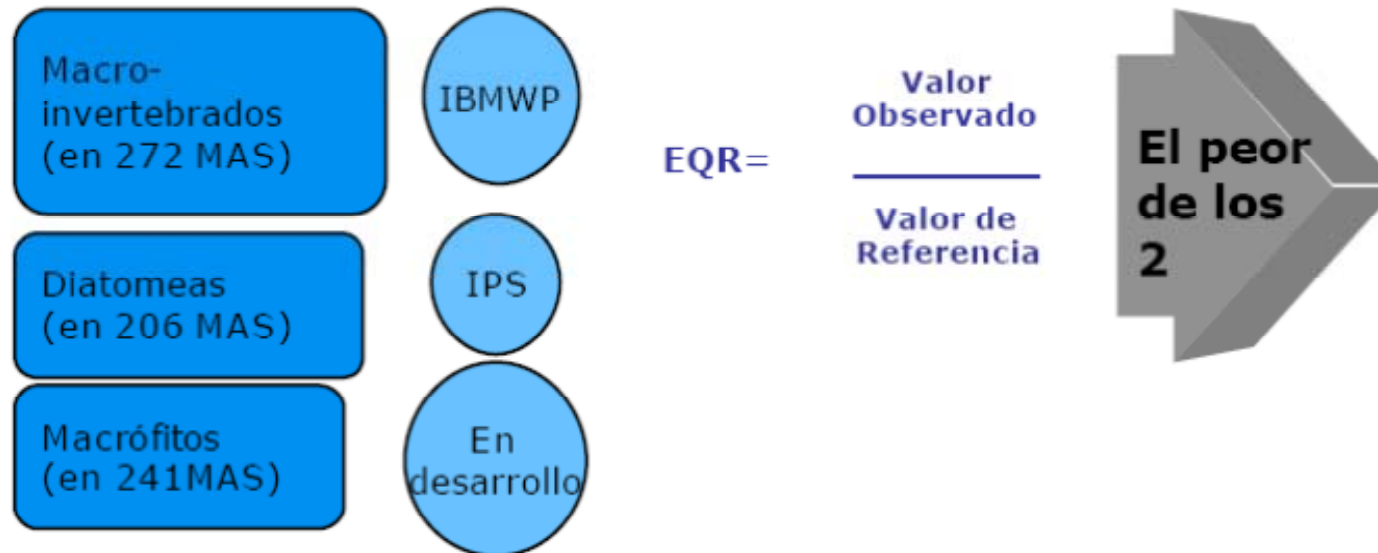 Macro-
invertebrados
(en 272 MAS)
IBMWP
Diatomeas
(en 206 MAS)
IPS
Macrófitos
(en 241MAS)
En
desarrollo
EQR=
Valor
Observado
Valor de
Referencia
El peor
de los
2